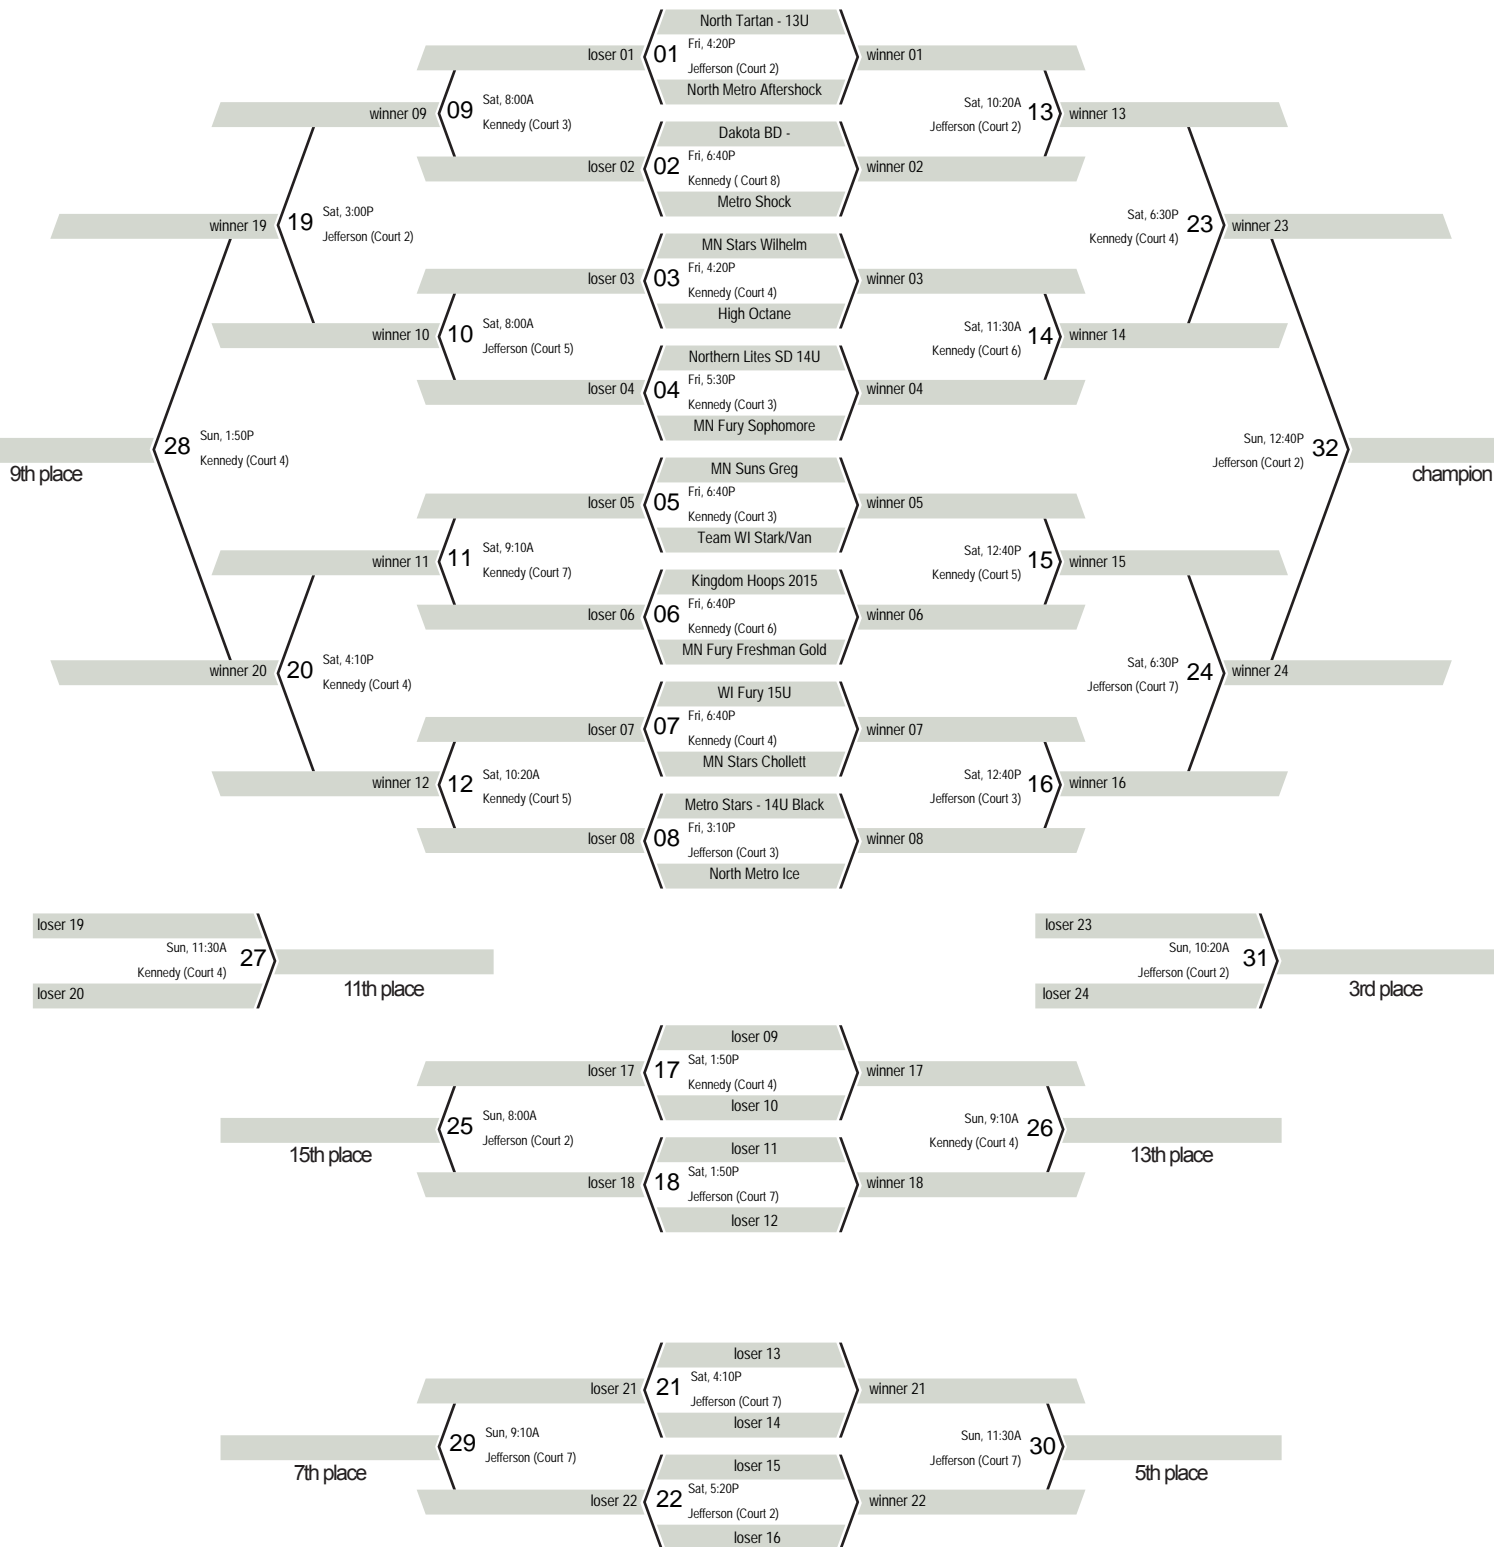 North Tartan - 13U
loser 01
01
Fri, 4:20P
Jefferson (Court 2)
winner 01
North Metro Aftershock
winner 09
09
Sat, 8:00A
Kennedy (Court 3)
Sat, 10:20A
Jefferson (Court 2)
13
winner 13
Dakota BD -
loser 02
02
Fri, 6:40P
Kennedy ( Court 8)
winner 02
Metro Shock
winner 19
19
Sat, 3:00P
Jefferson (Court 2)
Sat, 6:30P
Kennedy (Court 4)
23
winner 23
MN Stars Wilhelm
loser 03
03
Fri, 4:20P
Kennedy (Court 4)
winner 03
High Octane
winner 10
10
Sat, 8:00A
Jefferson (Court 5)
Sat, 11:30A
Kennedy (Court 6)
14
winner 14
Northern Lites SD 14U
loser 04
04
Fri, 5:30P
Kennedy (Court 3)
winner 04
MN Fury Sophomore
28
Sun, 1:50P
Kennedy (Court 4)
9th place
Sun, 12:40P
Jefferson (Court 2)
32
champion
MN Suns Greg
loser 05
05
Fri, 6:40P
Kennedy (Court 3)
winner 05
Team WI Stark/Van
winner 11
11
Sat, 9:10A
Kennedy (Court 7)
Sat, 12:40P
Kennedy (Court 5)
15
winner 15
Kingdom Hoops 2015
loser 06
06
Fri, 6:40P
Kennedy (Court 6)
winner 06
MN Fury Freshman Gold
winner 20
20
Sat, 4:10P
Kennedy (Court 4)
Sat, 6:30P
Jefferson (Court 7)
24
winner 24
WI Fury 15U
loser 07
07
Fri, 6:40P
Kennedy (Court 4)
winner 07
MN Stars Chollett
winner 12
12
Sat, 10:20A
Kennedy (Court 5)
Sat, 12:40P
Jefferson (Court 3)
16
winner 16
Metro Stars - 14U Black
loser 08
08
Fri, 3:10P
Jefferson (Court 3)
winner 08
North Metro Ice
loser 19
Sun, 11:30A
Kennedy (Court 4)
27
loser 20
11th place
loser 23
Sun, 10:20A
Jefferson (Court 2)
31
loser 24
3rd place
loser 09
loser 17
17
Sat, 1:50P
Kennedy (Court 4)
winner 17
loser 10
25
Sun, 8:00A
Jefferson (Court 2)
15th place
Sun, 9:10A
Kennedy (Court 4)
26
13th place
loser 11
loser 18
18
Sat, 1:50P
Jefferson (Court 7)
winner 18
loser 12
loser 13
loser 21
21
Sat, 4:10P
Jefferson (Court 7)
winner 21
loser 14
29
Sun, 9:10A
Jefferson (Court 7)
7th place
Sun, 11:30A
Jefferson (Court 7)
30
5th place
loser 15
loser 22
22
Sat, 5:20P
Jefferson (Court 2)
winner 22
loser 16